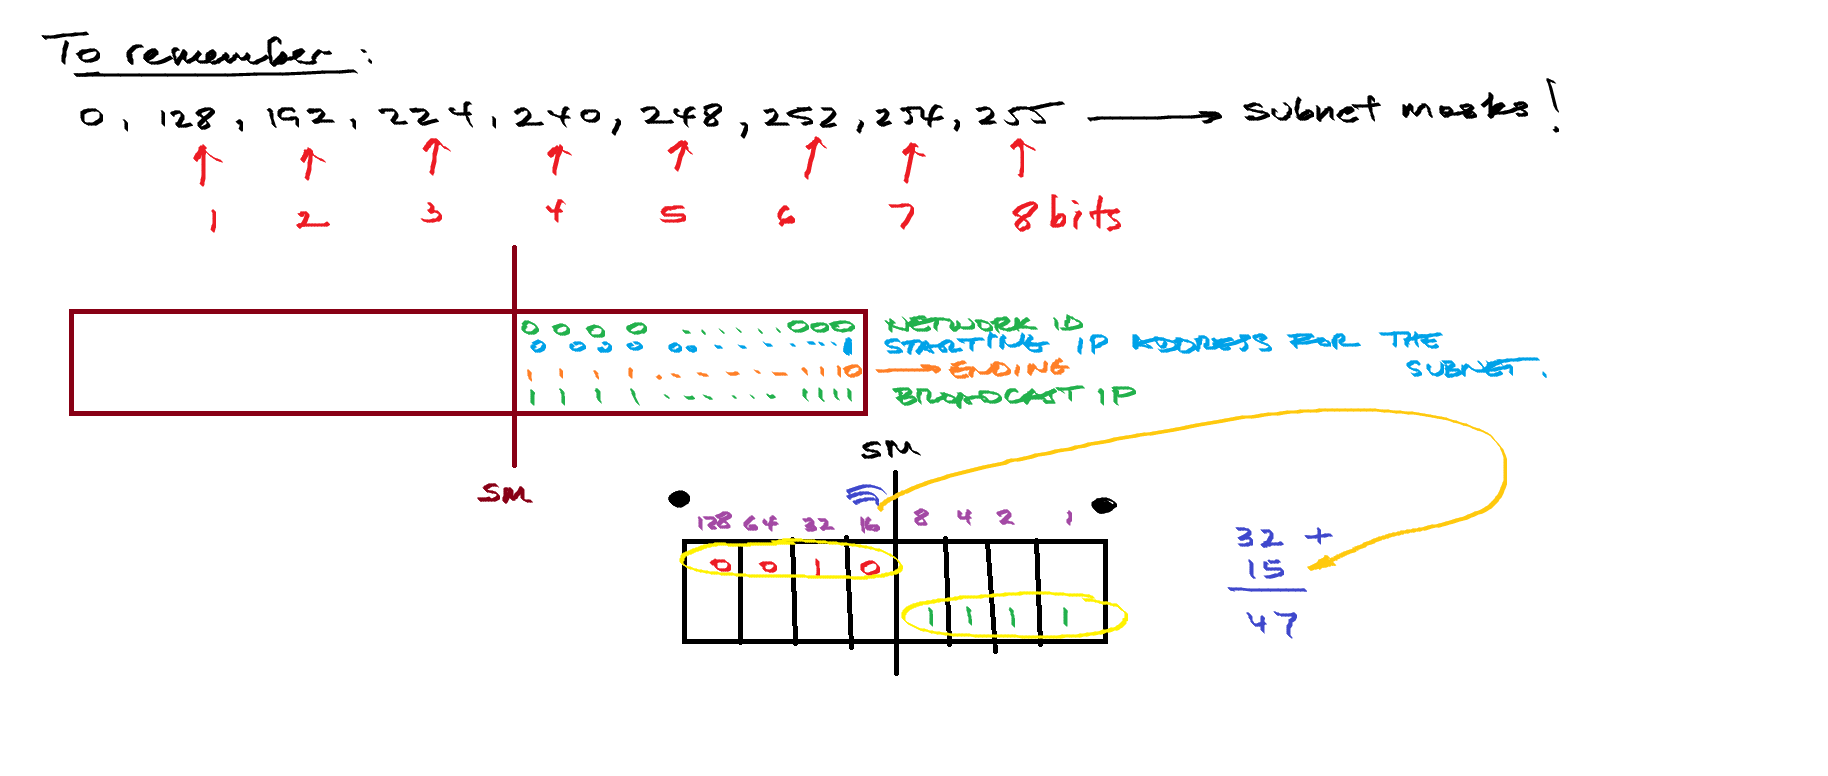 To remember:
0, 128, 192, 224, 240, 248, 252, 254, 255 → subnet masks!
1 2 3 4 5 6 7 8 bits
0 0 0 0 ...... 000 NETWORK ID
0 0 0 0 00 ...... 1 STARTING IP ADDRESS FOR THE
SUBNET.
1 1 1 1 ...... 1110 → ENDING
1 1 1 1 ...... 1111 BROADCAST IP
SM
SM
128 64 32 16 8 4 2 1
0 0 1 0
1 1 1 1
32 +
15
47